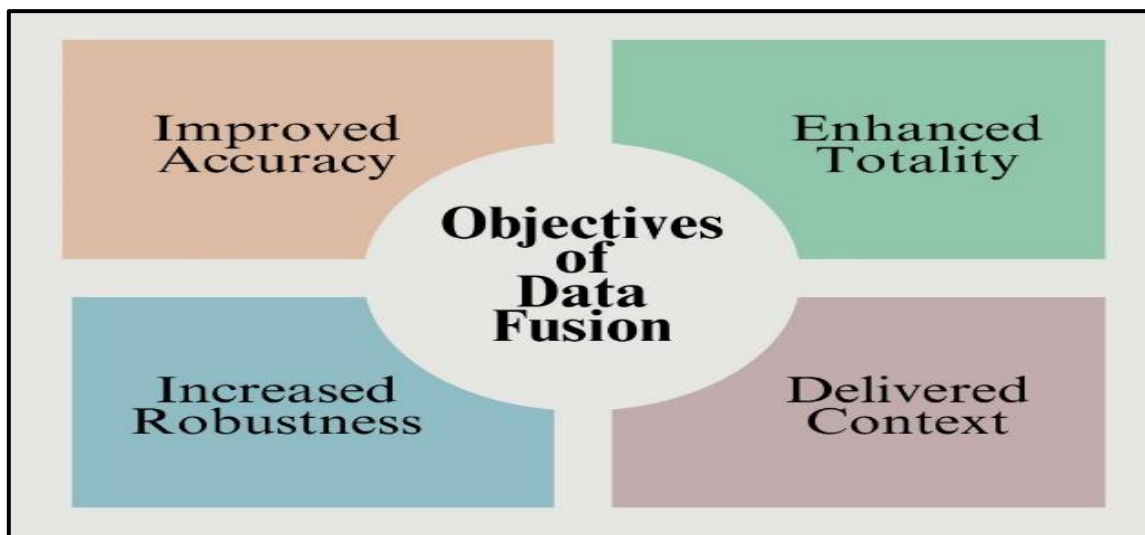 Improved
Accuracy
Enhanced
Totality
Objectives
of
Data
Fusion
Increased
Robustness
Delivered
Context